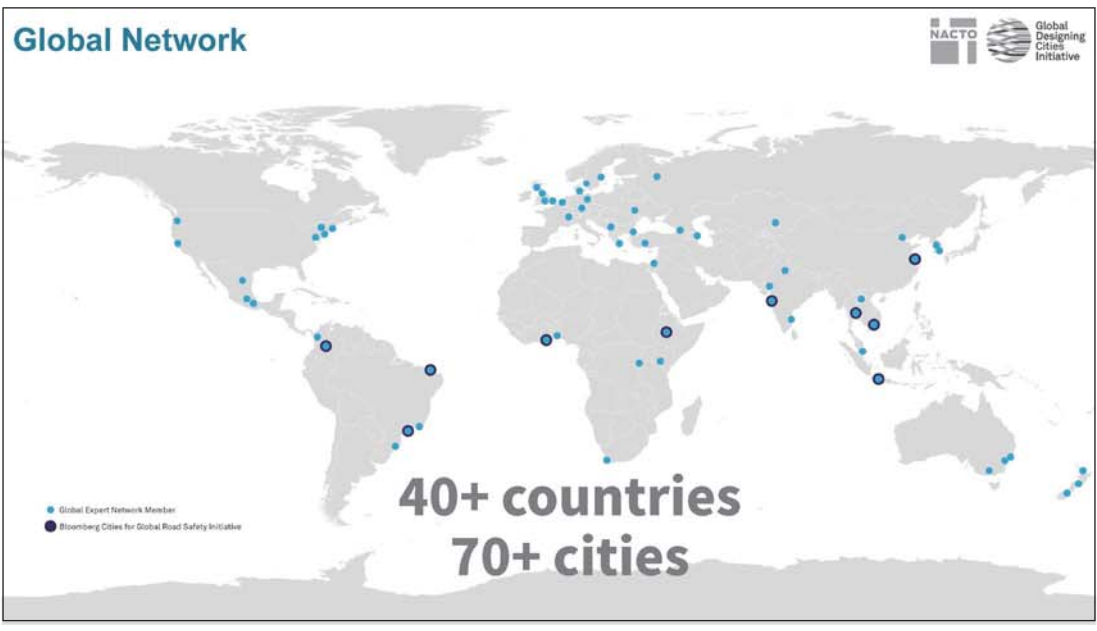 Global Network
NACTO
Global
Designing
Cities
Initiative
Global Expert Network Member
Bloomberg Cities for Global Road Safety Initiative
40+ countries
70+ cities